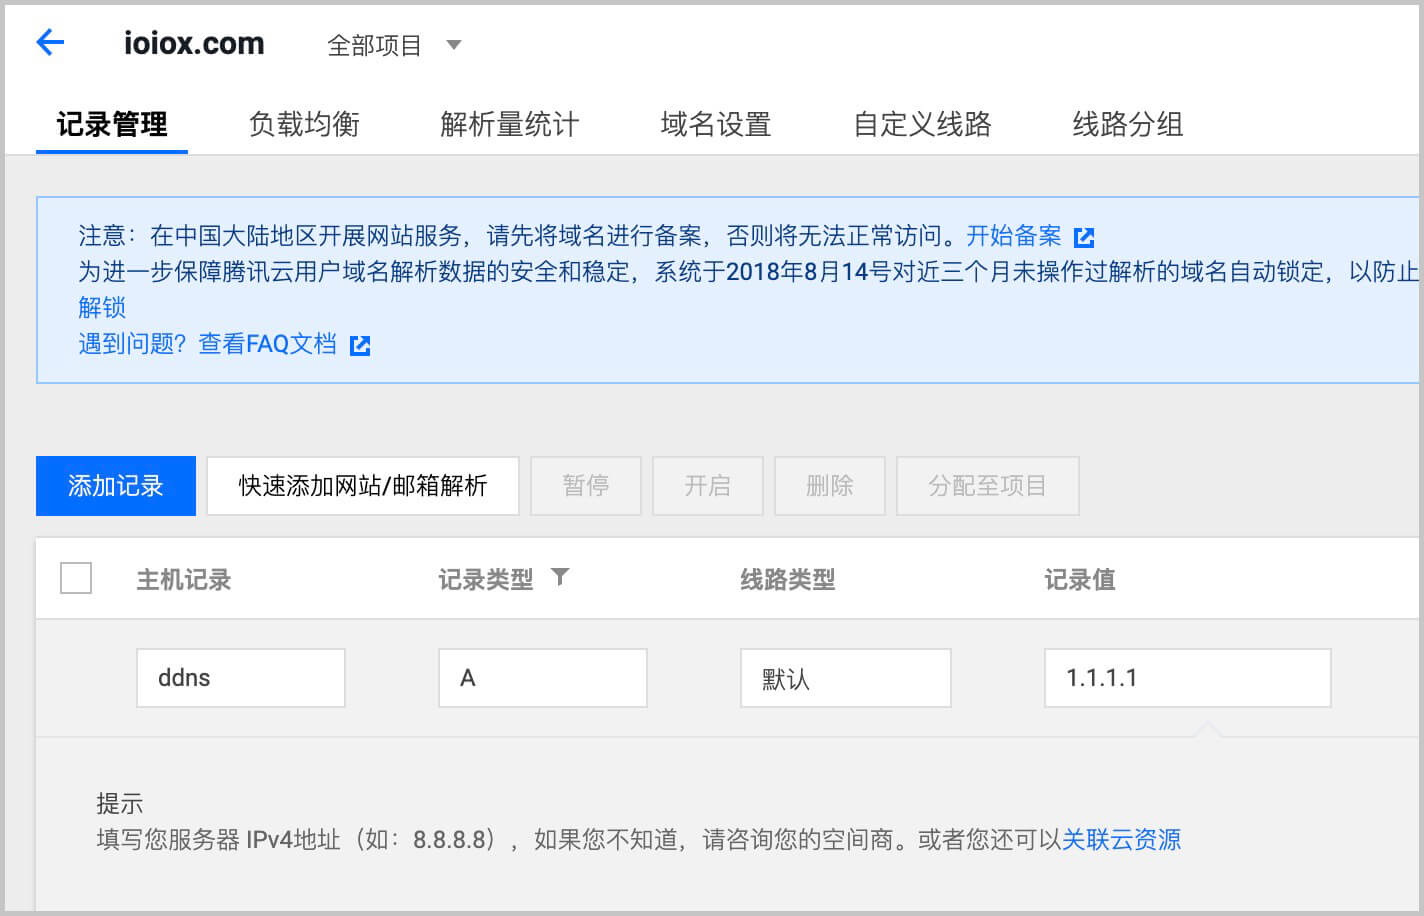 ioiox.com 全部项目
记录管理 负载均衡 解析量统计 域名设置 自定义线路 线路分组
注意：在中国大陆地区开展网站服务，请先将域名进行备案，否则将无法正常访问。开始备案
为进一步保障腾讯云用户域名解析数据的安全和稳定，系统于2018年8月14号对近三个月未操作过解析的域名自动锁定，以防止
解锁
遇到问题？查看FAQ文档
添加记录 快速添加网站/邮箱解析 暂停 开启 删除 分配至项目
主机记录 记录类型 线路类型 记录值
ddns A 默认 1.1.1.1
提示
填写您服务器 IPv4地址（如：8.8.8.8），如果您不知道，请咨询您的空间商。或者您还可以关联云资源